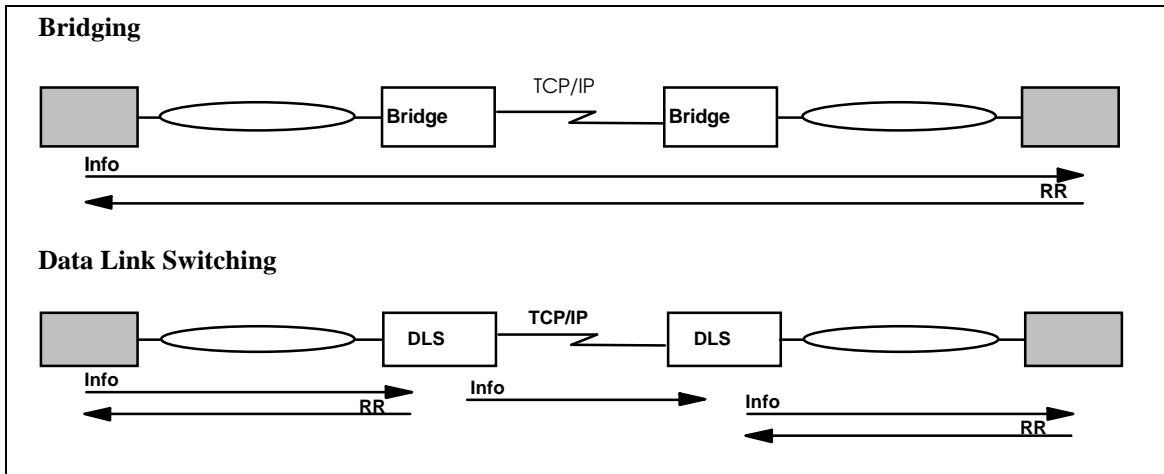 Bridging
TCP/IP
Bridge
Bridge
Info
RR
Data Link Switching
TCP/IP
DLS
DLS
Info
RR
Info
Info
RR